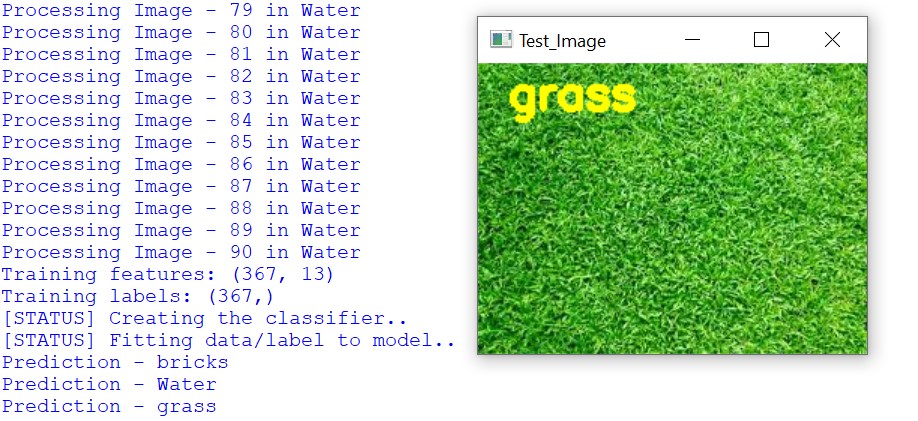 Processing Image - 79 in Water
Processing Image - 80 in Water
Processing Image - 81 in Water
Processing Image - 82 in Water
Processing Image - 83 in Water
Processing Image - 84 in Water
Processing Image - 85 in Water
Processing Image - 86 in Water
Processing Image - 87 in Water
Processing Image - 88 in Water
Processing Image - 89 in Water
Processing Image - 90 in Water
Training features: (367, 13)
Training labels: (367,)
[STATUS] Creating the classifier..
[STATUS] Fitting data/label to model..
Prediction - bricks
Prediction - Water
Prediction - grass
Test_Image
grass